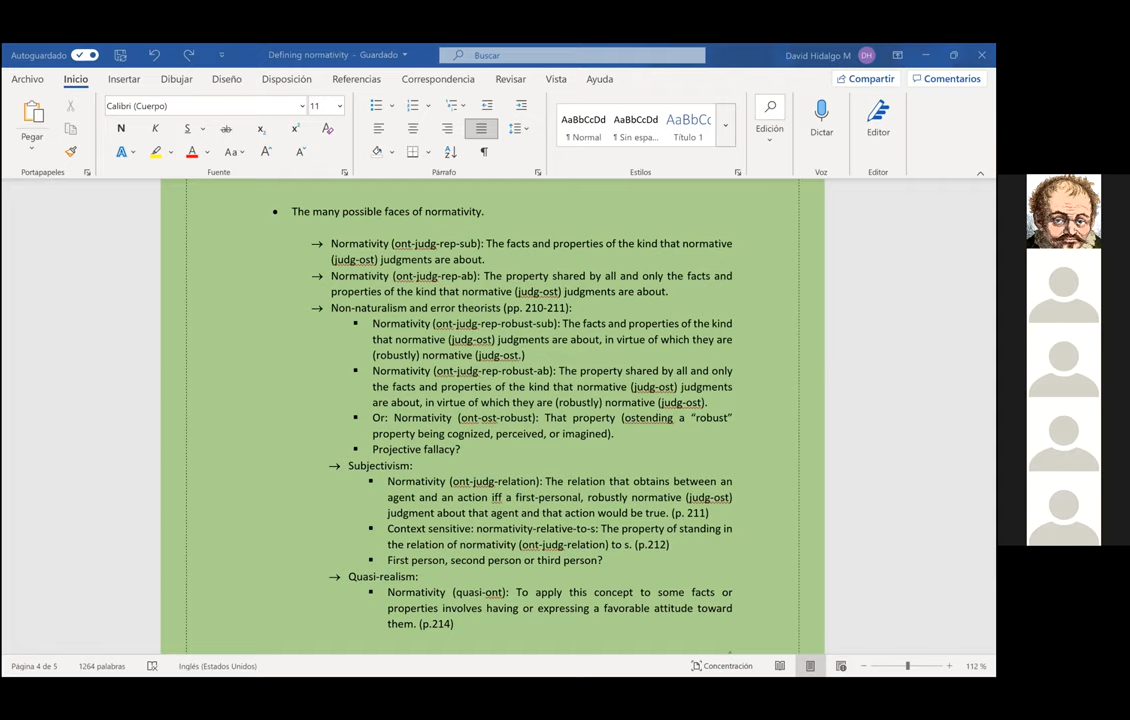 Autoguardado
Defining normativity - Guardado
Buscar
David Hidalgo M
DH
Archivo Inicio Insertar Dibujar Diseño Disposición Referencias Correspondencia Revisar Vista Ayuda
Compartir Comentarios
Pegar
Calibri (Cuerpo) 11
N K S ab x₂ x² A
A A Aa A A
AaBbCcDd AaBbCcDd AaBbCc
¶ Normal ¶ Sin espa... Título 1
Edición
Dictar
Editor
Portapapeles Fuente Párrafo Estilos Voz Editor
• The many possible faces of normativity.
→ Normativity (ont-judg-rep-sub): The facts and properties of the kind that normative
(judg-ost) judgments are about.
→ Normativity (ont-judg-rep-ab): The property shared by all and only the facts and
properties of the kind that normative (judg-ost) judgments are about.
→ Non-naturalism and error theorists (pp. 210-211):
▪ Normativity (ont-judg-rep-robust-sub): The facts and properties of the kind
that normative (judg-ost) judgments are about, in virtue of which they are
(robustly) normative (judg-ost.)
▪ Normativity (ont-judg-rep-robust-ab): The property shared by all and only
the facts and properties of the kind that normative (judg-ost) judgments
are about, in virtue of which they are (robustly) normative (judg-ost).
▪ Or: Normativity (ont-ost-robust): That property (ostending a “robust”
property being cognized, perceived, or imagined).
▪ Projective fallacy?
→ Subjectivism:
▪ Normativity (ont-judg-relation): The relation that obtains between an
agent and an action iff a first-personal, robustly normative (judg-ost)
judgment about that agent and that action would be true. (p. 211)
▪ Context sensitive: normativity-relative-to-s: The property of standing in
the relation of normativity (ont-judg-relation) to s. (p.212)
▪ First person, second person or third person?
→ Quasi-realism:
▪ Normativity (quasi-ont): To apply this concept to some facts or
properties involves having or expressing a favorable attitude toward
them. (p.214)
Página 4 de 5 1264 palabras Inglés (Estados Unidos) Concentración 112 %